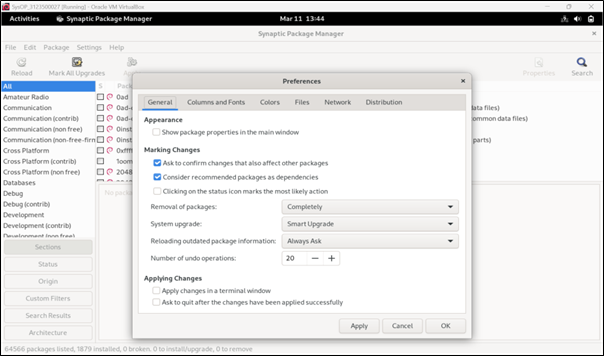 SysOP_3123500027 [Running] - Oracle VM VirtualBox
Activities Synaptic Package Manager Mar 11 13:44
Synaptic Package Manager
File Edit Package Settings Help
Reload Mark All Upgrades Properties Search
All S
Amateur Radio 0ad
Communication 0ad- data files)
Communication (contrib) 0ad- ommon data files)
Communication (non free) 0inst
Communication (non-free-firm 0inst parts)
Cross Platform 0xfff
Cross Platform (contrib) 1oom
Cross Platform (non free) 2048
Databases
Debug
Debug (contrib)
Development
Development (contrib)
Development (non free)
No pac
Sections
Status
Origin
Custom Filters
Search Results
Architecture
64566 packages listed, 1879 installed, 0 broken. 0 to install/upgrade, 0 to remove
Preferences
General Columns and Fonts Colors Files Network Distribution
Appearance
Show package properties in the main window
Marking Changes
Ask to confirm changes that also affect other packages
Consider recommended packages as dependencies
Clicking on the status icon marks the most likely action
Removal of packages: Completely
System upgrade: Smart Upgrade
Reloading outdated package information: Always Ask
Number of undo operations: 20 − +
Applying Changes
Apply changes in a terminal window
Ask to quit after the changes have been applied successfully
Apply Cancel OK